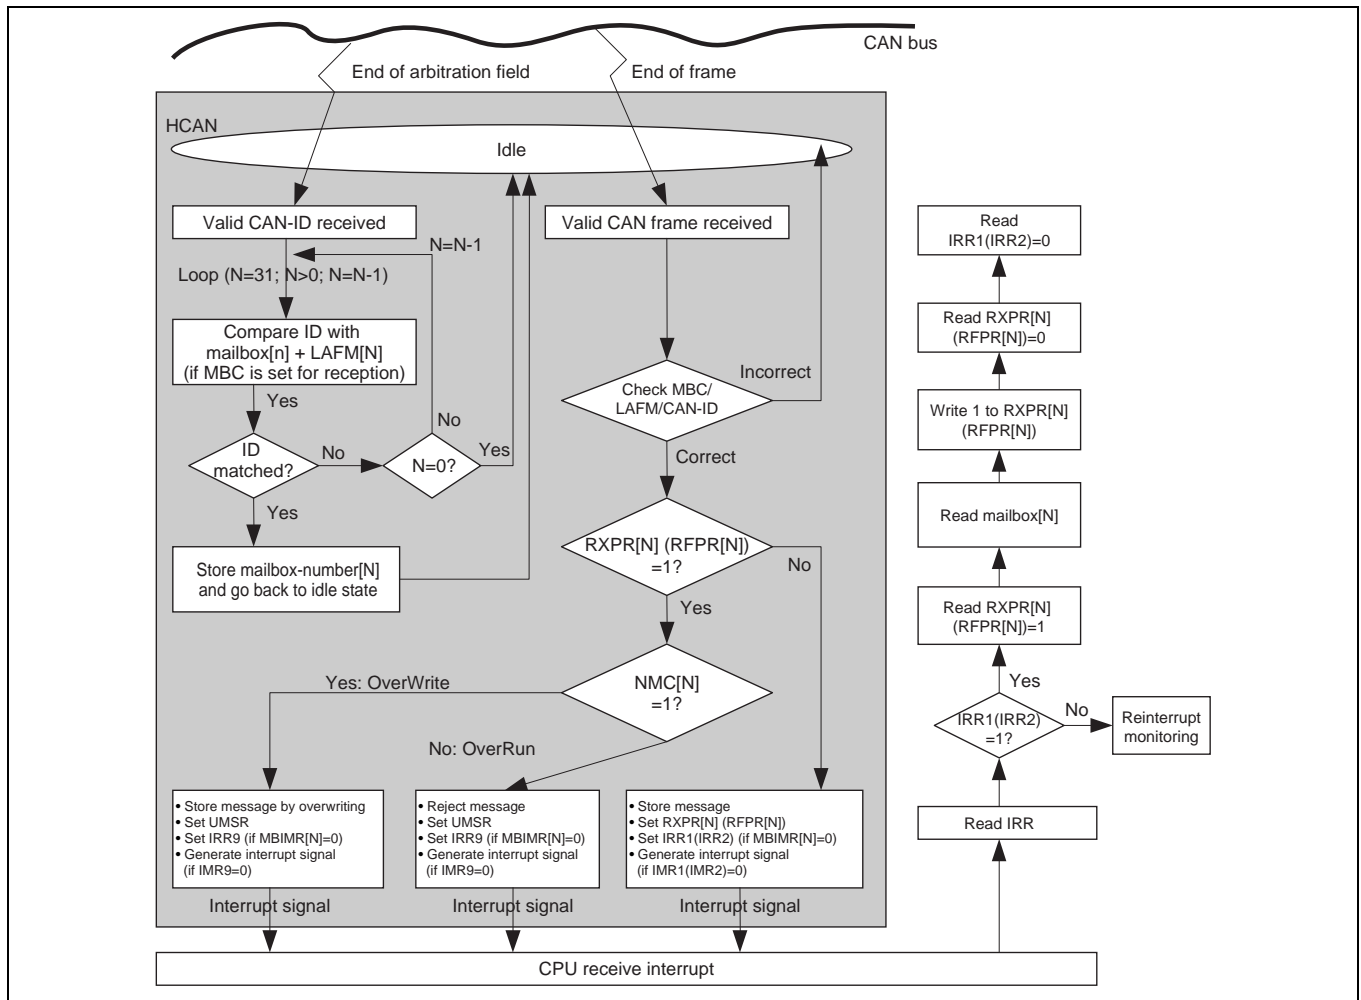 CAN bus
End of arbitration field
End of frame
HCAN
Idle
Valid CAN-ID received
Valid CAN frame received
N=N-1
Loop (N=31; N>0; N=N-1)
Compare ID with
mailbox[n] + LAFM[N]
(if MBC is set for reception)
Yes
ID
matched?
No
N=0?
No
Yes
Yes
Store mailbox-number[N]
and go back to idle state
Check MBC/
LAFM/CAN-ID
Incorrect
Correct
RXPR[N] (RFPR[N])
=1?
No
Yes
NMC[N]
=1?
Yes: OverWrite
No: OverRun
• Store message by overwriting
• Set UMSR
• Set IRR9 (if MBIMR[N]=0)
• Generate interrupt signal
(if IMR9=0)
• Reject message
• Set UMSR
• Set IRR9 (if MBIMR[N]=0)
• Generate interrupt signal
(if IMR9=0)
• Store message
• Set RXPR[N] (RFPR[N])
• Set IRR1(IRR2) (if MBIMR[N]=0)
• Generate interrupt signal
(if IMR1(IMR2)=0)
Interrupt signal
Interrupt signal
Interrupt signal
CPU receive interrupt
Read
IRR1(IRR2)=0
Read RXPR[N]
(RFPR[N])=0
Write 1 to RXPR[N]
(RFPR[N])
Read mailbox[N]
Read RXPR[N]
(RFPR[N])=1
Yes
IRR1(IRR2)
=1?
No
Reinterrupt
monitoring
Read IRR